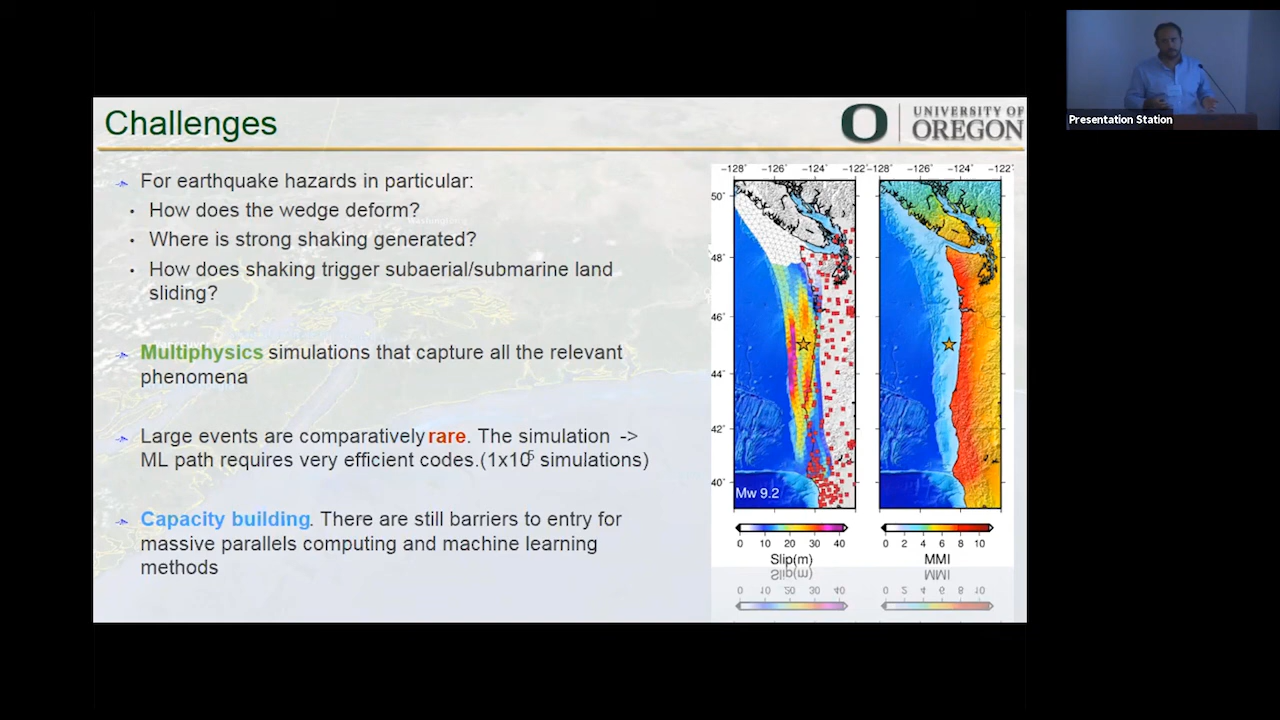 Challenges
UNIVERSITY OF
OREGON
Presentation Station
For earthquake hazards in particular:
How does the wedge deform?
Where is strong shaking generated?
How does shaking trigger subaerial/submarine land
sliding?
Multiphysics simulations that capture all the relevant
phenomena
Large events are comparatively rare. The simulation ->
ML path requires very efficient codes.(1x10⁵ simulations)
Capacity building. There are still barriers to entry for
massive parallels computing and machine learning
methods
−128° −126° −124° −122°
−128° −126° −124° −122°
50°
48°
46°
44°
42°
40°
Mw 9.2
0 10 20 30 40
Slip(m)
0 2 4 6 8 10
MMI